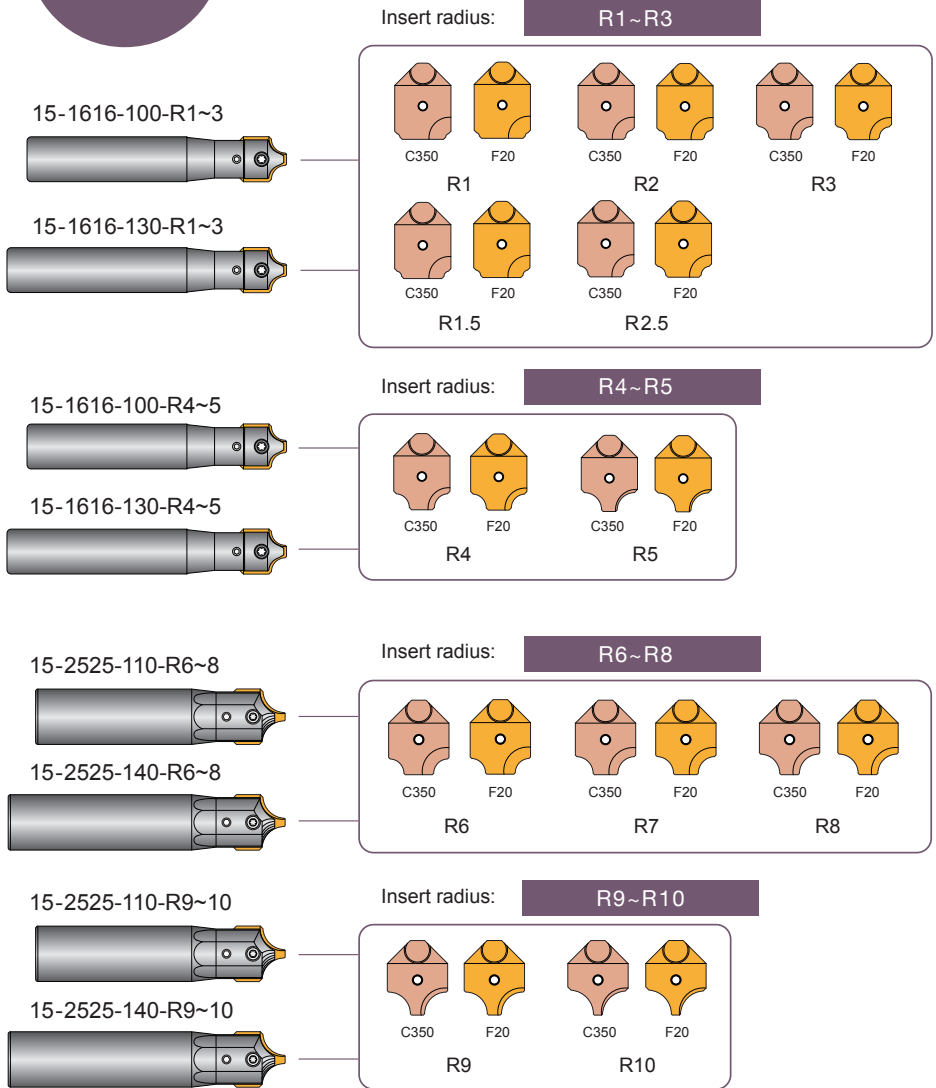 Insert radius: R1~R3
15-1616-100-R1~3
C350 F20 C350 F20 C350 F20
R1 R2 R3
15-1616-130-R1~3
C350 F20 C350 F20
R1.5 R2.5
Insert radius: R4~R5
15-1616-100-R4~5
15-1616-130-R4~5
C350 F20 C350 F20
R4 R5
Insert radius: R6~R8
15-2525-110-R6~8
15-2525-140-R6~8
C350 F20 C350 F20 C350 F20
R6 R7 R8
Insert radius: R9~R10
15-2525-110-R9~10
15-2525-140-R9~10
C350 F20 C350 F20
R9 R10